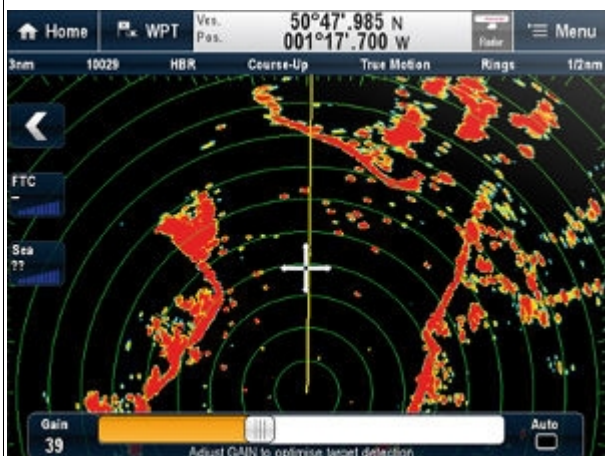 Home
WPT
Ves. Pos.
50°47'.985 N
001°17'.700 W
Radar
Menu
3nm 10029 HBR Course-Up True Motion Rings 1/2nm
FTC
–
Sea
??
Gain
39
Auto
Adjust GAIN to optimise target detection